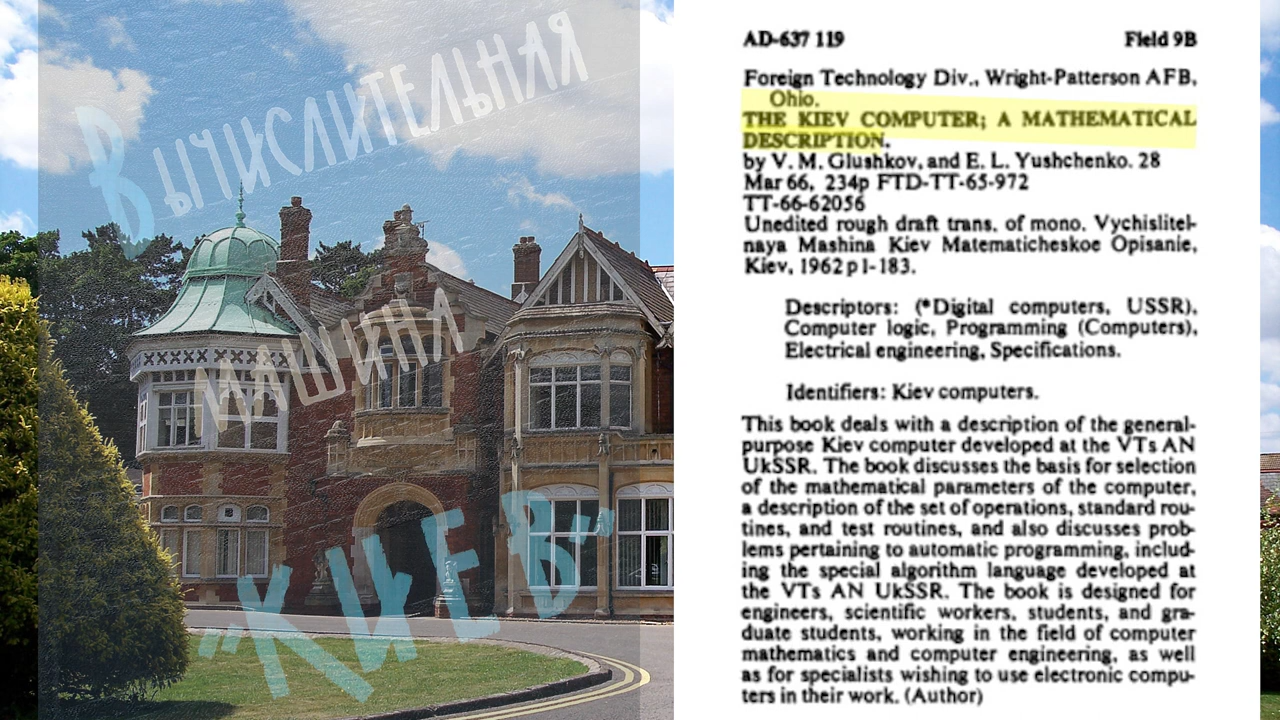 Вычислительная
машина
„КИЕВ“
AD-637 119 Field 9B
Foreign Technology Div., Wright-Patterson AFB,
Ohio.
THE KIEV COMPUTER; A MATHEMATICAL
DESCRIPTION.
by V. M. Glushkov, and E. L. Yushchenko. 28
Mar 66, 234p FTD-TT-65-972
TT-66-62056
Unedited rough draft trans. of mono. Vychislitel-
naya Mashina Kiev Matematicheskoe Opisanie,
Kiev, 1962 p1-183.
Descriptors: (*Digital computers, USSR),
Computer logic, Programming (Computers),
Electrical engineering, Specifications.
Identifiers: Kiev computers.
This book deals with a description of the general-
purpose Kiev computer developed at the VTs AN
UkSSR. The book discusses the basis for selection
of the mathematical parameters of the computer,
a description of the set of operations, standard rou-
tines, and test routines, and also discusses prob-
lems pertaining to automatic programming, includ-
ing the special algorithm language developed at
the VTs AN UkSSR. The book is designed for
engineers, scientific workers, students, and gra-
duate students, working in the field of computer
mathematics and computer engineering, as well
as for specialists wishing to use electronic compu-
ters in their work. (Author)